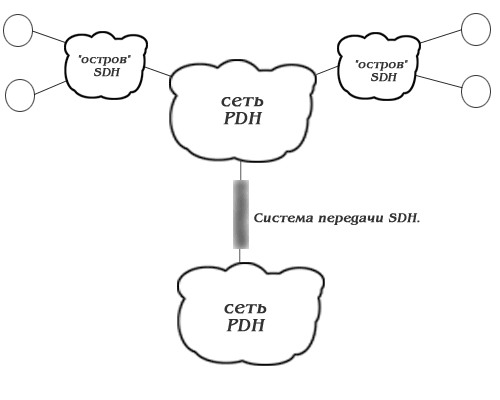 "остров"
SDH
"остров"
SDH
сеть
PDH
Система передачи SDH.
сеть
PDH